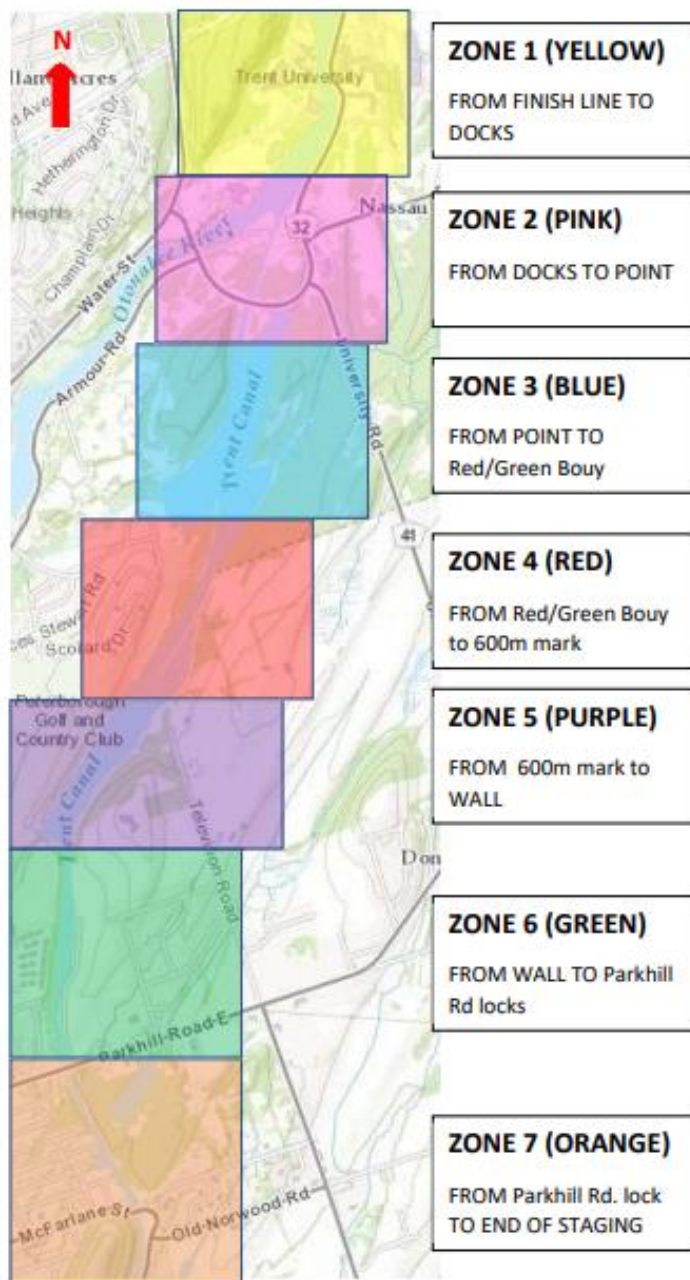 N
Trent University
Heights
Hetherington Dr
Champlain Dr
Water-St
Otonabee River
Armour-Rd
32
Nassau
University Rd
Trent Canal
41
Scollard Dr
Peterborough
Golf and
Country Club
Trent Canal
Television Road
Parkhill-Road-E
McFarlane-St
Old-Norwood-Rd
ZONE 1 (YELLOW)
FROM FINISH LINE TO
DOCKS
ZONE 2 (PINK)
FROM DOCKS TO POINT
ZONE 3 (BLUE)
FROM POINT TO
Red/Green Bouy
ZONE 4 (RED)
FROM Red/Green Bouy
to 600m mark
ZONE 5 (PURPLE)
FROM 600m mark to
WALL
ZONE 6 (GREEN)
FROM WALL TO Parkhill
Rd locks
ZONE 7 (ORANGE)
FROM Parkhill Rd. lock
TO END OF STAGING